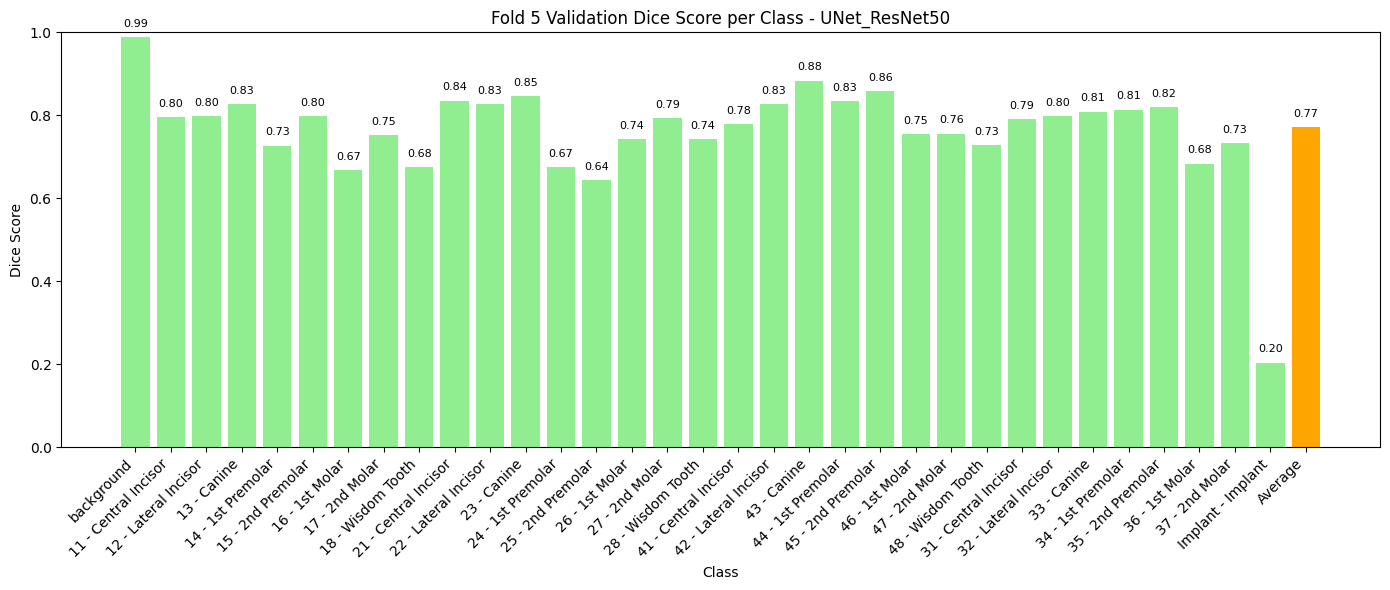 Fold 5 Validation Dice Score per Class - UNet_ResNet50
Dice Score
1.0
0.8
0.6
0.4
0.2
0.0
0.99
0.80
0.80
0.83
0.73
0.80
0.67
0.75
0.68
0.84
0.83
0.85
0.67
0.64
0.74
0.79
0.74
0.78
0.83
0.88
0.83
0.86
0.75
0.76
0.73
0.79
0.80
0.81
0.81
0.82
0.68
0.73
0.20
0.77
background
11 - Central Incisor
12 - Lateral Incisor
13 - Canine
14 - 1st Premolar
15 - 2nd Premolar
16 - 1st Molar
17 - 2nd Molar
18 - Wisdom Tooth
21 - Central Incisor
22 - Lateral Incisor
23 - Canine
24 - 1st Premolar
25 - 2nd Premolar
26 - 1st Molar
27 - 2nd Molar
28 - Wisdom Tooth
41 - Central Incisor
42 - Lateral Incisor
43 - Canine
44 - 1st Premolar
45 - 2nd Premolar
46 - 1st Molar
47 - 2nd Molar
48 - Wisdom Tooth
31 - Central Incisor
32 - Lateral Incisor
33 - Canine
34 - 1st Premolar
35 - 2nd Premolar
36 - 1st Molar
37 - 2nd Molar
Implant - Implant
Average
Class